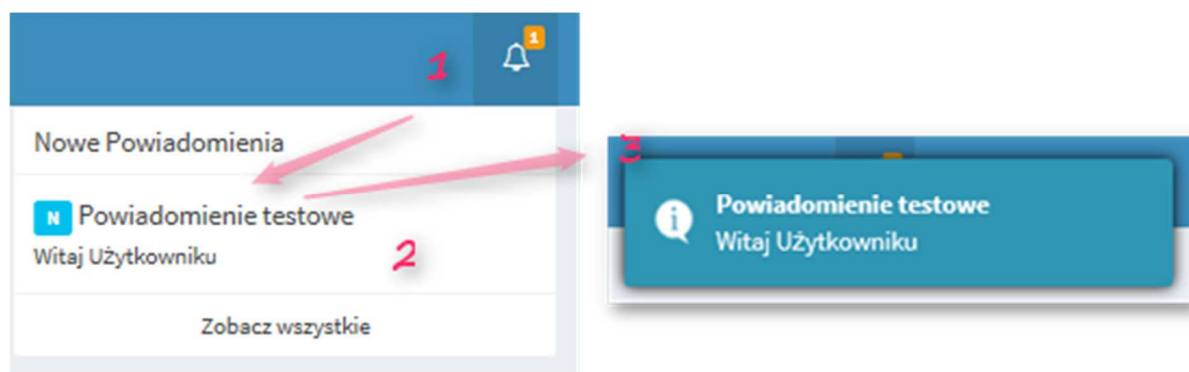 1
1
Nowe Powiadomienia
N Powiadomienie testowe
Witaj Użytkowniku
2
Zobacz wszystkie
3
Powiadomienie testowe
Witaj Użytkowniku